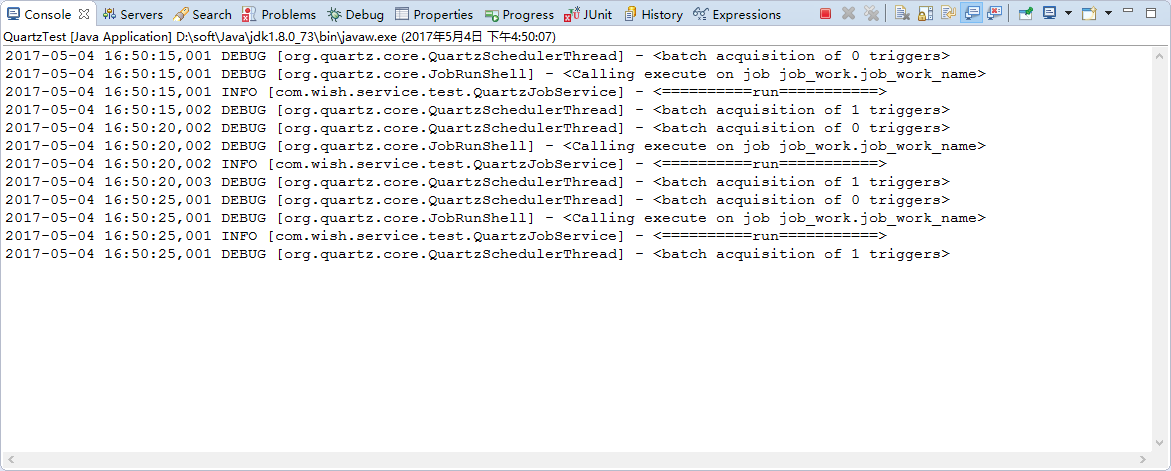 Console Servers Search Problems Debug Properties Progress JUnit History Expressions
QuartzTest [Java Application] D:\soft\Java\jdk1.8.0_73\bin\javaw.exe (2017年5月4日 下午4:50:07)
2017-05-04 16:50:15,001 DEBUG [org.quartz.core.QuartzSchedulerThread] - <batch acquisition of 0 triggers>
2017-05-04 16:50:15,001 DEBUG [org.quartz.core.JobRunShell] - <Calling execute on job job_work.job_work_name>
2017-05-04 16:50:15,001 INFO [com.wish.service.test.QuartzJobService] - <==========run===========>
2017-05-04 16:50:15,002 DEBUG [org.quartz.core.QuartzSchedulerThread] - <batch acquisition of 1 triggers>
2017-05-04 16:50:20,002 DEBUG [org.quartz.core.QuartzSchedulerThread] - <batch acquisition of 0 triggers>
2017-05-04 16:50:20,002 DEBUG [org.quartz.core.JobRunShell] - <Calling execute on job job_work.job_work_name>
2017-05-04 16:50:20,002 INFO [com.wish.service.test.QuartzJobService] - <==========run===========>
2017-05-04 16:50:20,003 DEBUG [org.quartz.core.QuartzSchedulerThread] - <batch acquisition of 1 triggers>
2017-05-04 16:50:25,001 DEBUG [org.quartz.core.QuartzSchedulerThread] - <batch acquisition of 0 triggers>
2017-05-04 16:50:25,001 DEBUG [org.quartz.core.JobRunShell] - <Calling execute on job job_work.job_work_name>
2017-05-04 16:50:25,001 INFO [com.wish.service.test.QuartzJobService] - <==========run===========>
2017-05-04 16:50:25,001 DEBUG [org.quartz.core.QuartzSchedulerThread] - <batch acquisition of 1 triggers>